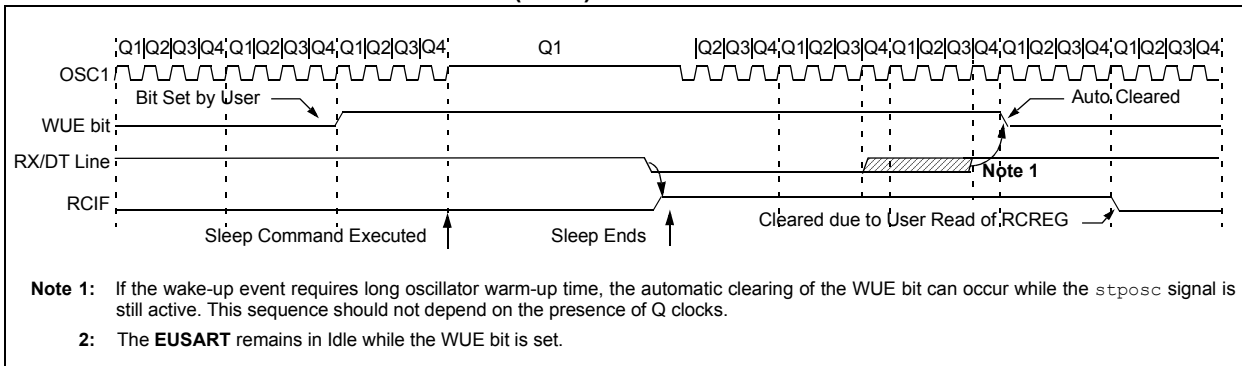 Q1|Q2|Q3|Q4|Q1|Q2|Q3|Q4|Q1|Q2|Q3|Q4| Q1 |Q2|Q3|Q4|Q1|Q2|Q3|Q4|Q1|Q2|Q3|Q4|Q1|Q2|Q3|Q4|Q1|Q2|Q3|Q4
OSC1
Bit Set by User
Auto Cleared
WUE bit
RX/DT Line
Note 1
RCIF
Cleared due to User Read of RCREG
Sleep Command Executed
Sleep Ends
Note 1: If the wake-up event requires long oscillator warm-up time, the automatic clearing of the WUE bit can occur while the stposc signal is
still active. This sequence should not depend on the presence of Q clocks.
2: The EUSART remains in Idle while the WUE bit is set.